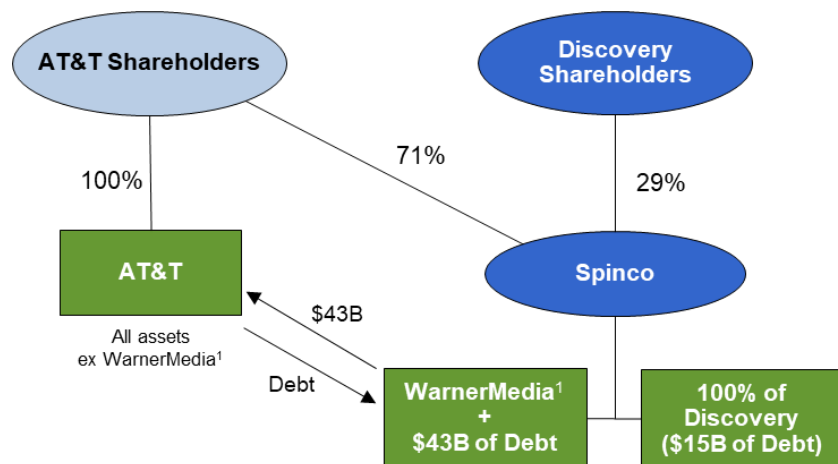 AT&T Shareholders
Discovery
Shareholders
100%
71%
29%
AT&T
Spinco
All assets
ex WarnerMedia¹
$43B
Debt
WarnerMedia¹
+
$43B of Debt
100% of
Discovery
($15B of Debt)